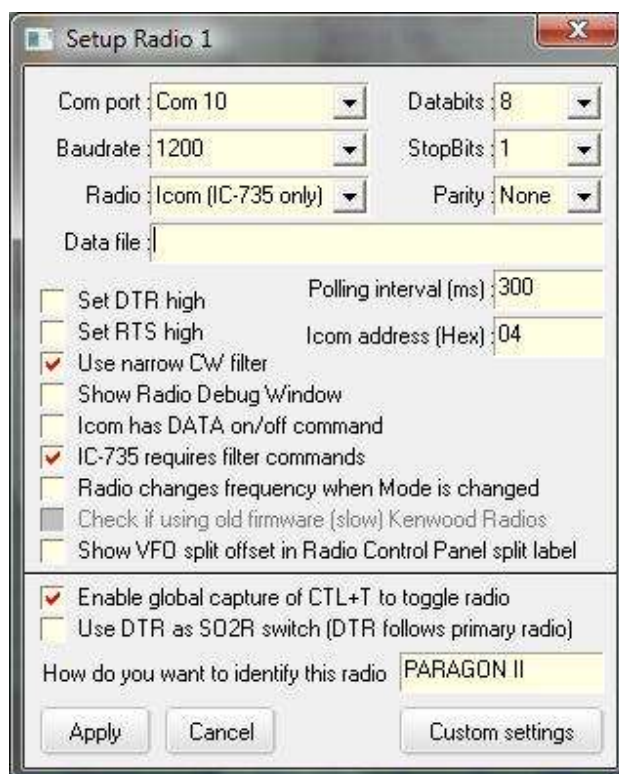 Setup Radio 1
Com port : Com 10 Databits : 8
Baudrate : 1200 StopBits : 1
Radio : Icom (IC-735 only) Parity : None
Data file :
Set DTR high Polling interval (ms) : 300
Set RTS high Icom address (Hex) : 04
Use narrow CW filter
Show Radio Debug Window
Icom has DATA on/off command
IC-735 requires filter commands
Radio changes frequency when Mode is changed
Check if using old firmware (slow) Kenwood Radios
Show VFO split offset in Radio Control Panel split label
Enable global capture of CTL+T to toggle radio
Use DTR as SO2R switch (DTR follows primary radio)
How do you want to identify this radio PARAGON II
Apply Cancel Custom settings